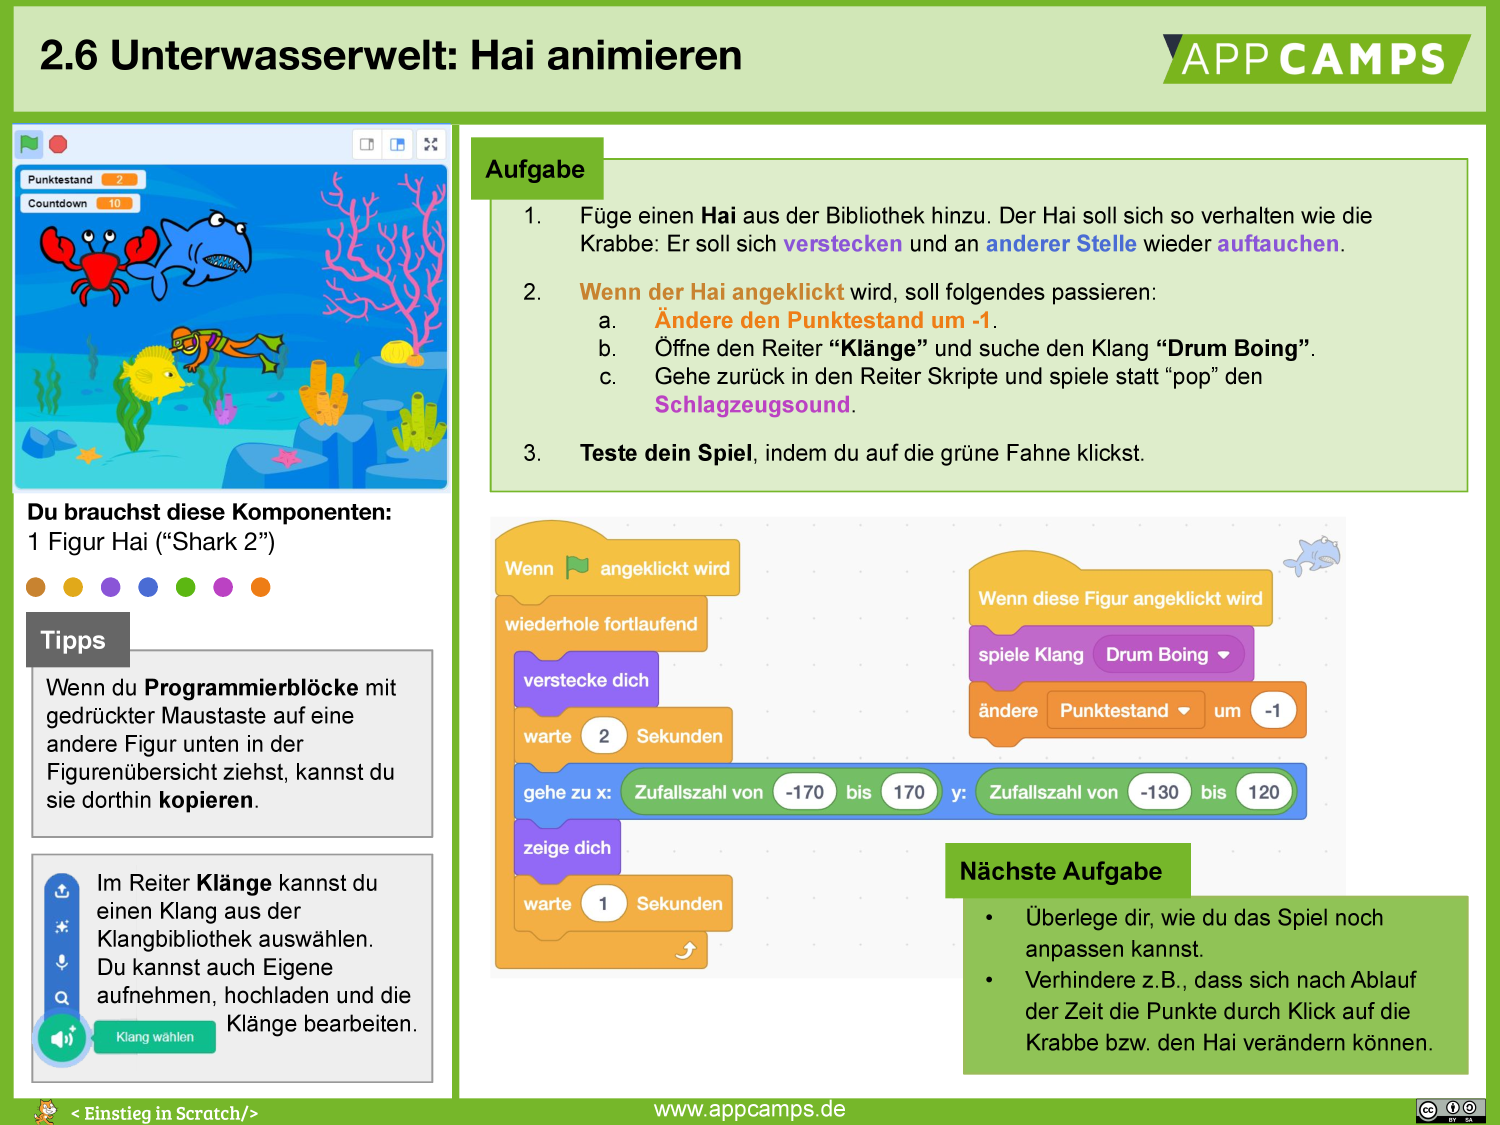 2.6 Unterwasserwelt: Hai animieren
APP CAMPS
Punktestand 2
Countdown 10
Du brauchst diese Komponenten:
1 Figur Hai (“Shark 2”)
Tipps
Wenn du Programmierblöcke mit
gedrückter Maustaste auf eine
andere Figur unten in der
Figurenübersicht ziehst, kannst du
sie dorthin kopieren.
Im Reiter Klänge kannst du
einen Klang aus der
Klangbibliothek auswählen.
Du kannst auch Eigene
aufnehmen, hochladen und die
Klänge bearbeiten.
Klang wählen
Aufgabe
1. Füge einen Hai aus der Bibliothek hinzu. Der Hai soll sich so verhalten wie die
Krabbe: Er soll sich verstecken und an anderer Stelle wieder auftauchen.
2. Wenn der Hai angeklickt wird, soll folgendes passieren:
a. Ändere den Punktestand um -1.
b. Öffne den Reiter “Klänge” und suche den Klang “Drum Boing”.
c. Gehe zurück in den Reiter Skripte und spiele statt “pop” den
Schlagzeugsound.
3. Teste dein Spiel, indem du auf die grüne Fahne klickst.
Wenn angeklickt wird
wiederhole fortlaufend
verstecke dich
warte 2 Sekunden
gehe zu x: Zufallszahl von -170 bis 170 y: Zufallszahl von -130 bis 120
zeige dich
warte 1 Sekunden
Wenn diese Figur angeklickt wird
spiele Klang Drum Boing
ändere Punktestand um -1
Nächste Aufgabe
• Überlege dir, wie du das Spiel noch
anpassen kannst.
• Verhindere z.B., dass sich nach Ablauf
der Zeit die Punkte durch Klick auf die
Krabbe bzw. den Hai verändern können.
< Einstieg in Scratch/>
www.appcamps.de
cc BY SA